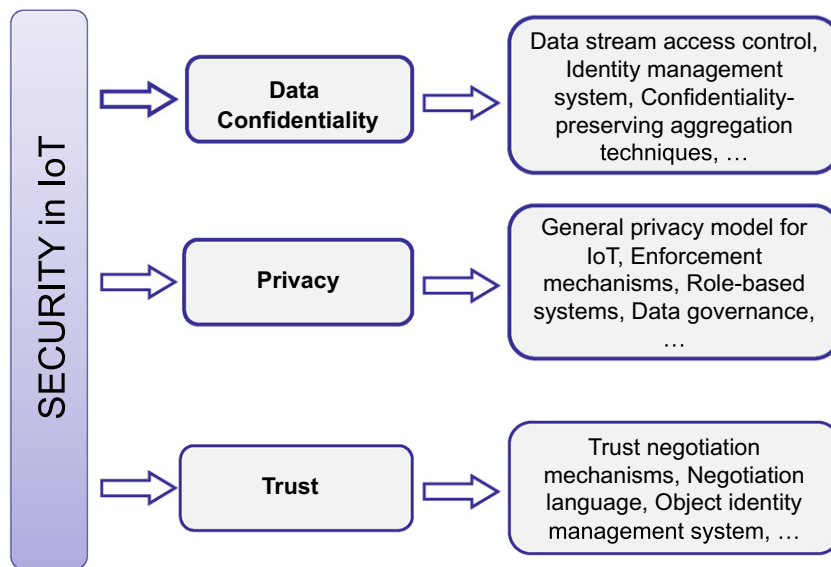 SECURITY in IoT
Data
Confidentiality
Data stream access control,
Identity management
system, Confidentiality-
preserving aggregation
techniques, …
Privacy
General privacy model for
IoT, Enforcement
mechanisms, Role-based
systems, Data governance,
…
Trust
Trust negotiation
mechanisms, Negotiation
language, Object identity
management system, …